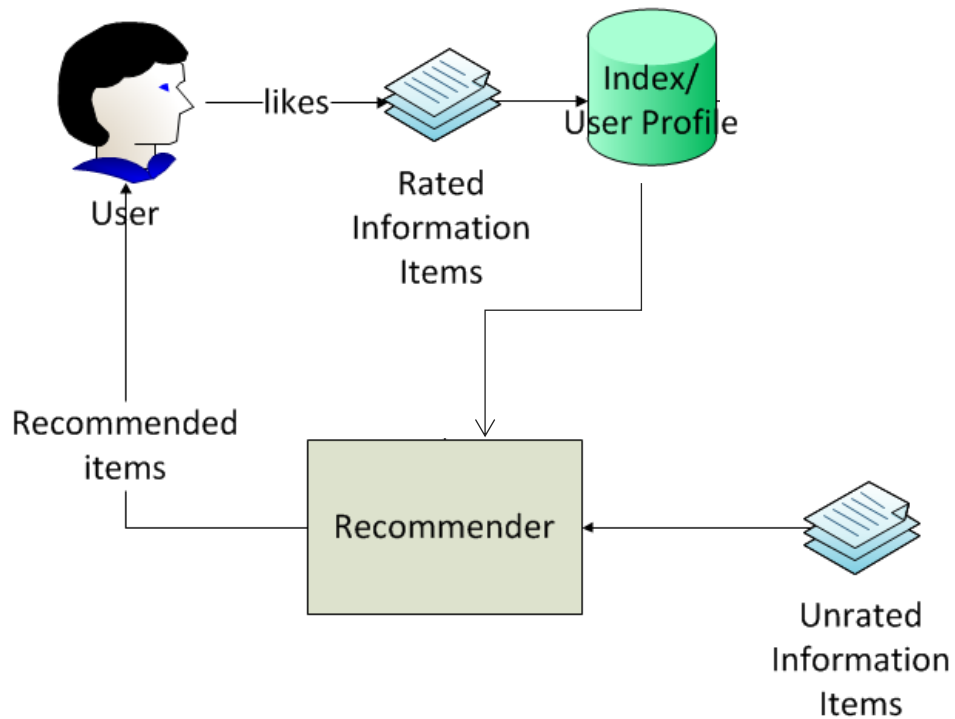 likes
Index/
User Profile
Rated
Information
Items
User
Recommended
items
Recommender
Unrated
Information
Items